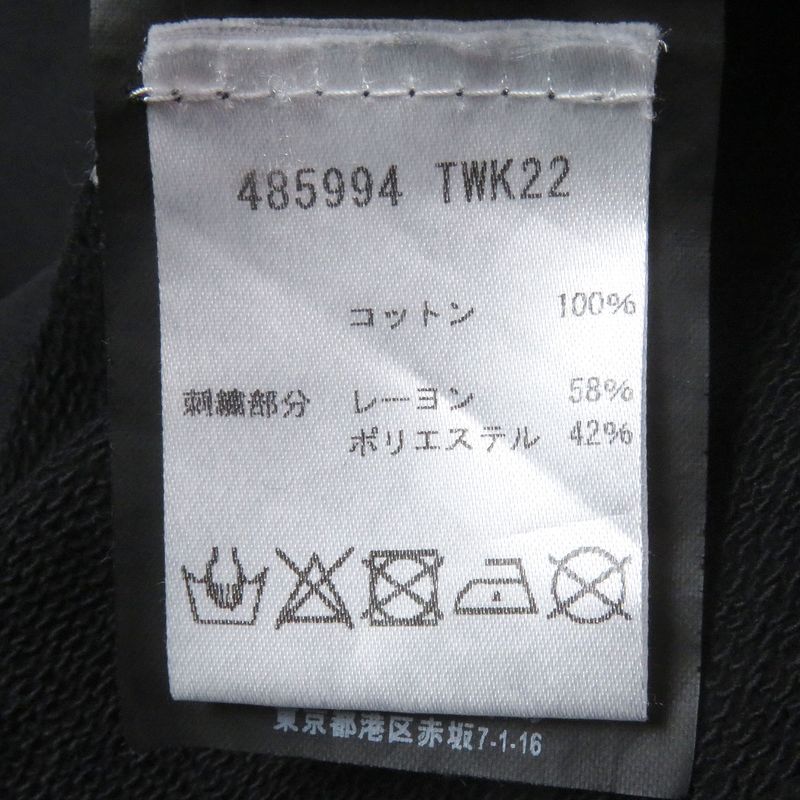 485994 TWK22
コットン 100%
刺繍部分 レーヨン 58%
ポリエステル 42%
東京都港区赤坂7-1-16